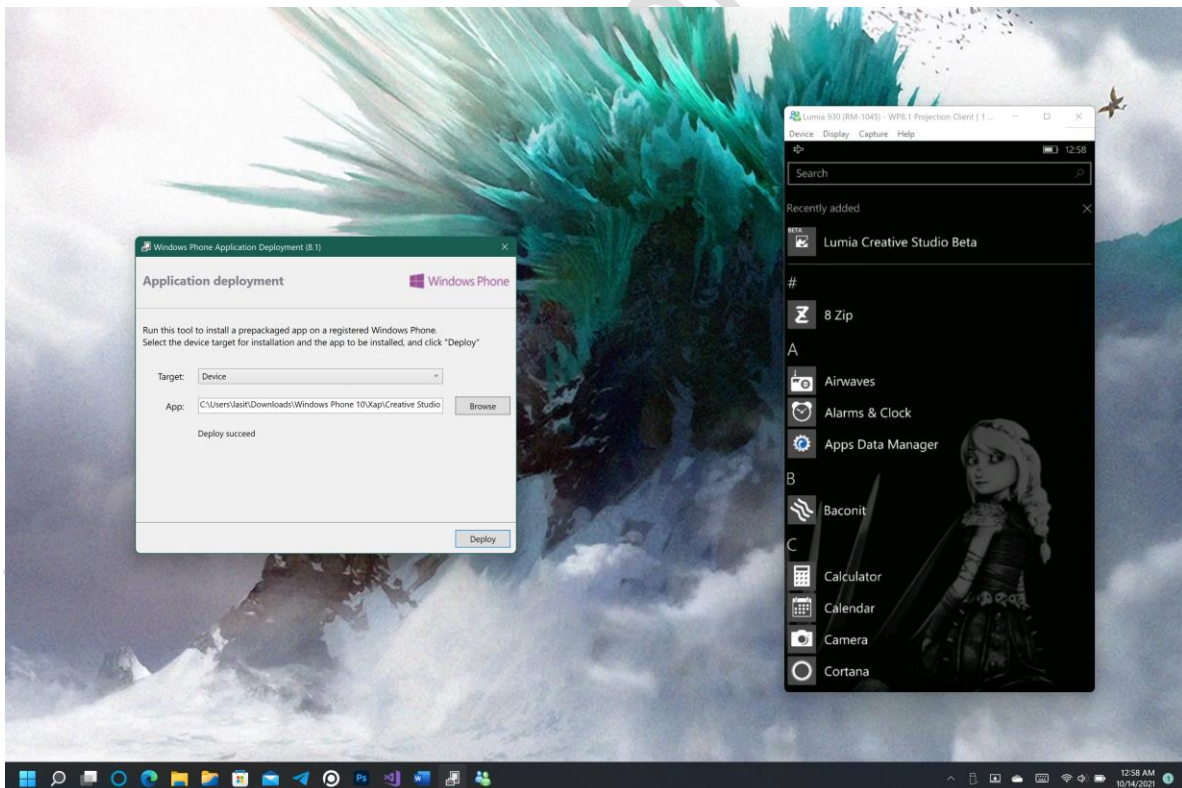 Windows Phone Application Deployment (8.1)
Application deployment
Windows Phone
Run this tool to install a prepackaged app on a registered Windows Phone.
Select the device target for installation and the app to be installed, and click "Deploy"
Target:
Device
App:
C:\Users\lasit\Downloads\Windows Phone 10\Xap\Creative Studio
Browse
Deploy succeed
Deploy
Lumia 930 (RM-1045) - WP8.1 Projection Client [ 1 ...
Device Display Capture Help
12:58
Search
Recently added
BETA
Lumia Creative Studio Beta
#
8 Zip
A
Airwaves
Alarms & Clock
Apps Data Manager
B
Baconit
C
Calculator
Calendar
Camera
Cortana
Ps
12:58 AM
10/14/2021
1